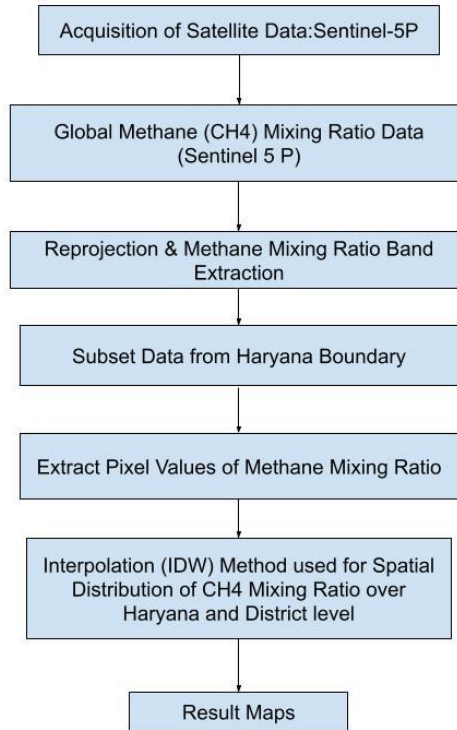 Acquisition of Satellite Data:Sentinel-5P
Global Methane (CH4) Mixing Ratio Data
(Sentinel 5 P)
Reprojection & Methane Mixing Ratio Band
Extraction
Subset Data from Haryana Boundary
Extract Pixel Values of Methane Mixing Ratio
Interpolation (IDW) Method used for Spatial
Distribution of CH4 Mixing Ratio over
Haryana and District level
Result Maps